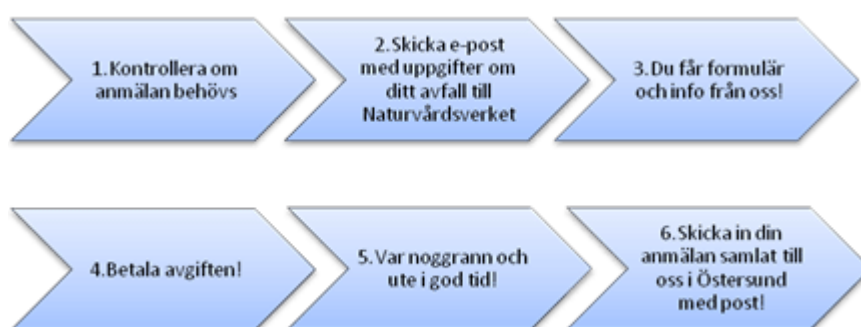 1.Kontrollera om
anmälan behövs
2.Skicka e-post
med uppgifter om
ditt avfall till
Naturvårdsverket
3.Du får formulär
och info från oss!
4.Betala avgiften!
5.Var noggrann och
ute i god tid!
6.Skicka in din
anmälan samlat till
oss i Östersund
med post!